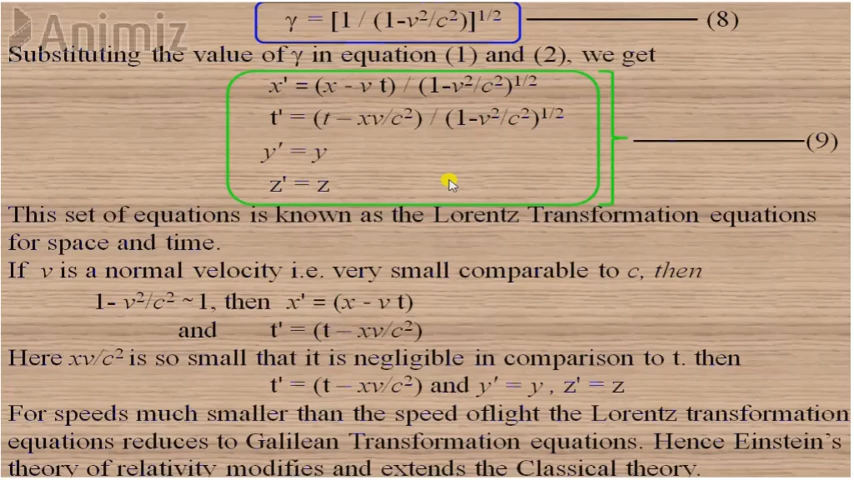 Animiz
γ = [1 / (1-v²/c²)]¹/² (8)
Substituting the value of γ in equation (1) and (2), we get
x' = (x - v t) / (1-v²/c²)¹/²
t' = (t – xv/c²) / (1-v²/c²)¹/²
(9)
y' = y
z' = z
This set of equations is known as the Lorentz Transformation equations
for space and time.
If v is a normal velocity i.e. very small comparable to c, then
1- v²/c² ~ 1, then x' = (x - v t)
and t' = (t – xv/c²)
Here xv/c² is so small that it is negligible in comparison to t. then
t' = (t – xv/c²) and y' = y , z' = z
For speeds much smaller than the speed oflight the Lorentz transformation
equations reduces to Galilean Transformation equations. Hence Einstein's
theory of relativity modifies and extends the Classical theory.